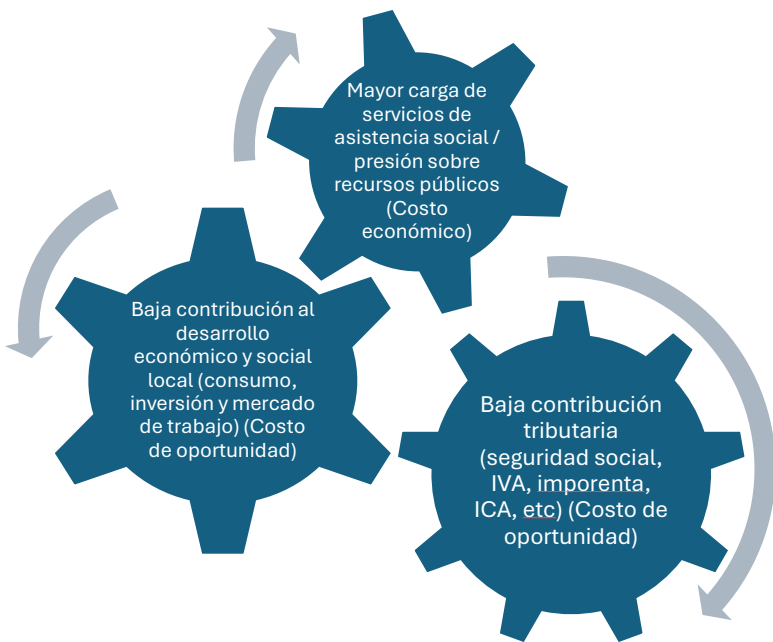 Mayor carga de
servicios de
asistencia social /
presión sobre
recursos públicos
(Costo
económico)
Baja contribución al
desarrollo
económico y social
local (consumo,
inversión y mercado
de trabajo) (Costo
de oportunidad)
Baja contribución
tributaria
(seguridad social,
IVA, imporenta,
ICA, etc) (Costo de
oportunidad)